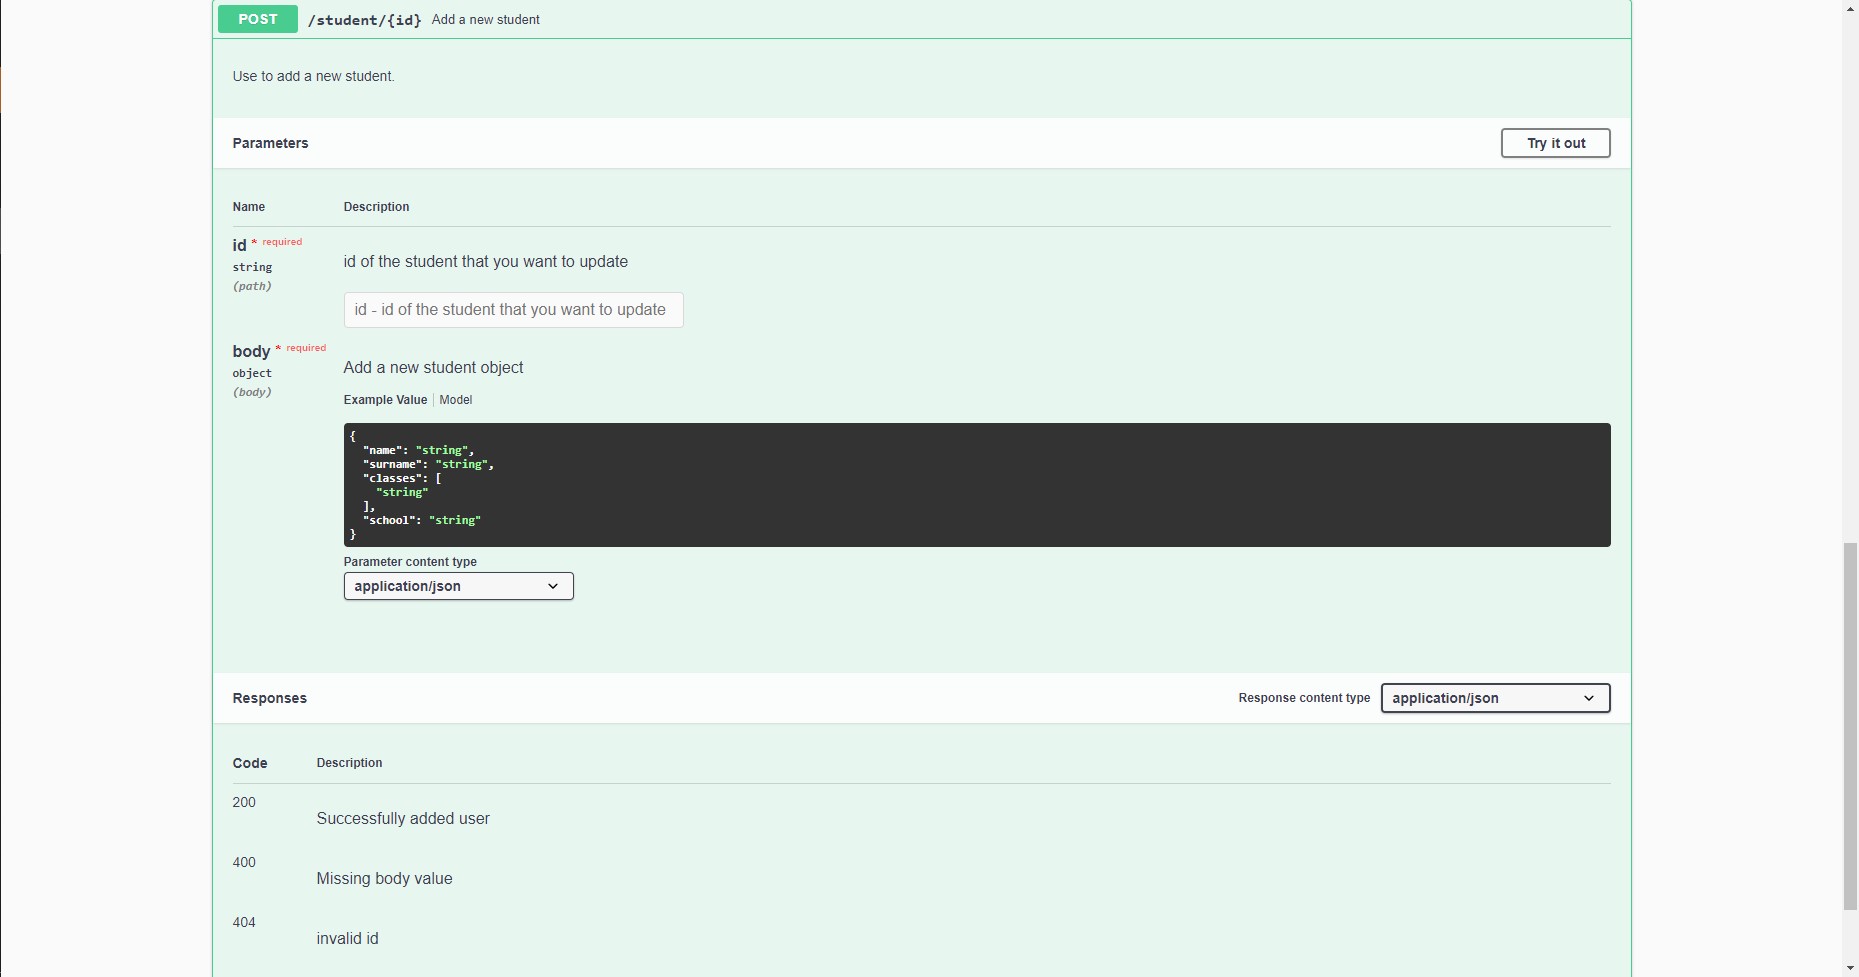 POST /student/{id} Add a new student
Use to add a new student.
Parameters
Try it out
Name Description
id * required
string
(path)
id of the student that you want to update
id - id of the student that you want to update
body * required
object
(body)
Add a new student object
Example Value Model
{
  "name": "string",
  "surname": "string",
  "classes": [
    "string"
  ],
  "school": "string"
}
Parameter content type
application/json
Responses
Response content type application/json
Code Description
200
Successfully added user
400
Missing body value
404
invalid id